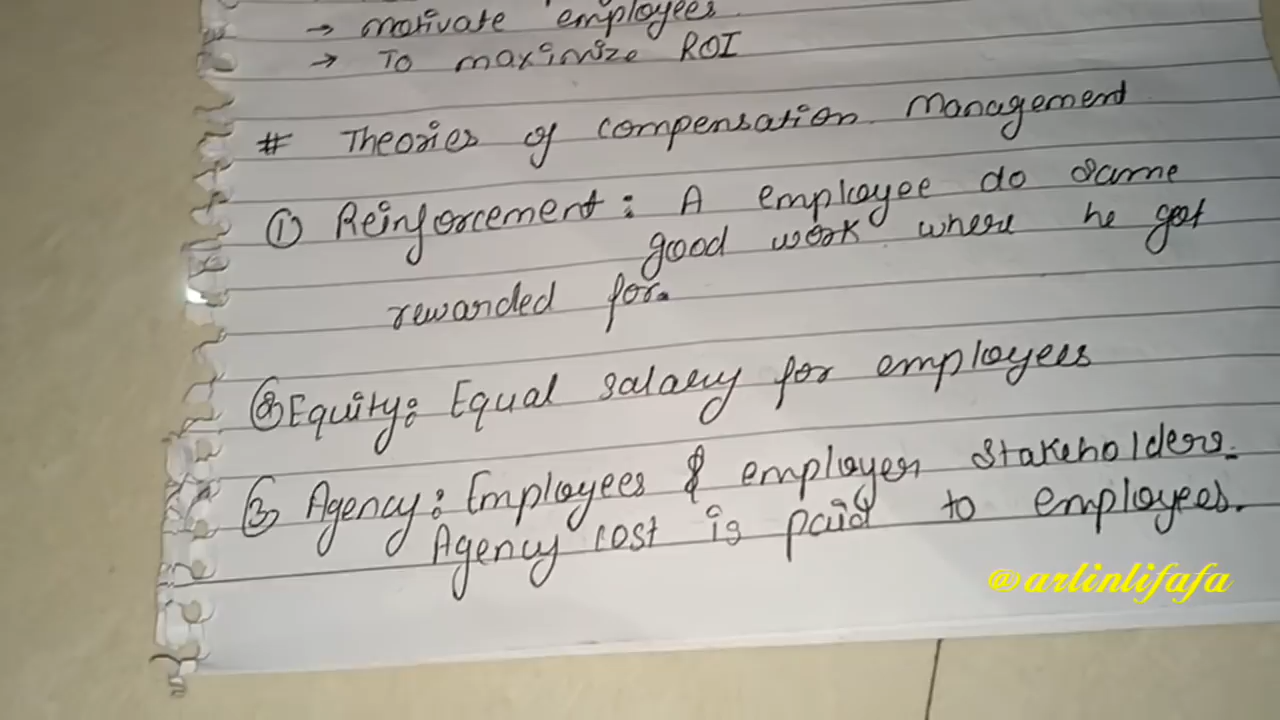 → motivate employees
→ To maximize ROI
# Theories of compensation Management
① Reinforcement: A employee do same
good work where he got
rewarded for.
② Equity: Equal salary for employees
③ Agency: Employees & employer stakeholders.
Agency cost is paid to employees.
@artinlifafa